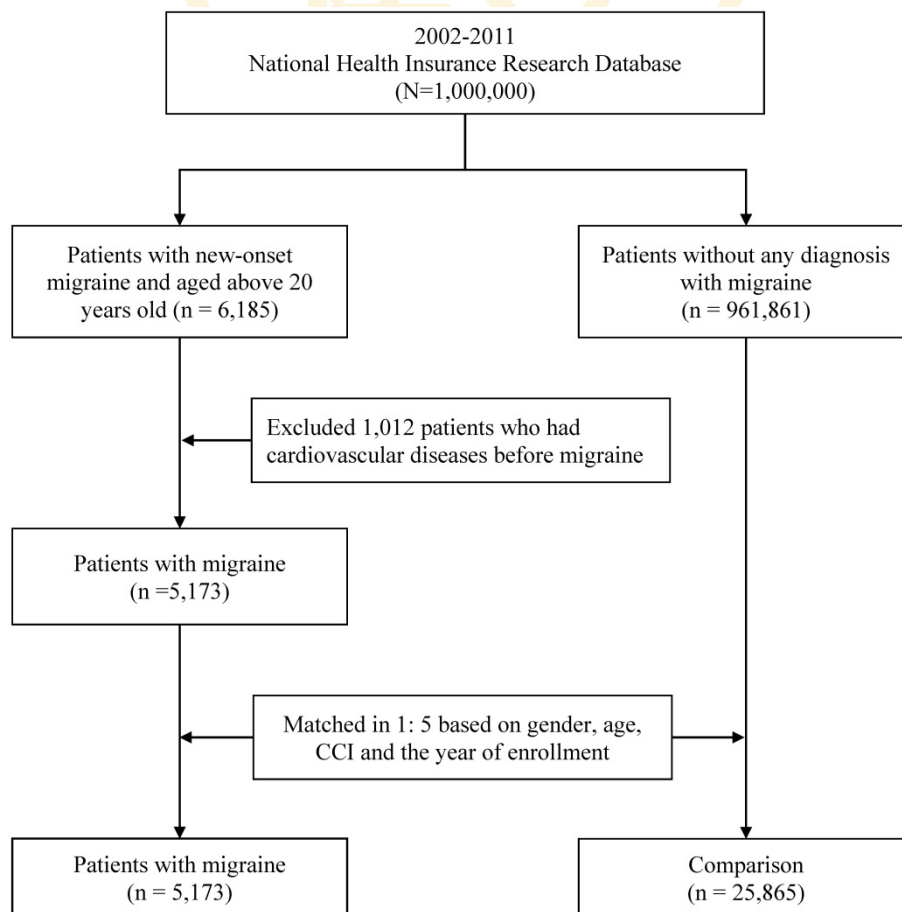 2002-2011
National Health Insurance Research Database
(N=1,000,000)
Patients with new-onset
migraine and aged above 20
years old (n = 6,185)
Patients without any diagnosis
with migraine
(n = 961,861)
Excluded 1,012 patients who had
cardiovascular diseases before migraine
Patients with migraine
(n =5,173)
Matched in 1: 5 based on gender, age,
CCI and the year of enrollment
Patients with migraine
(n = 5,173)
Comparison
(n = 25,865)